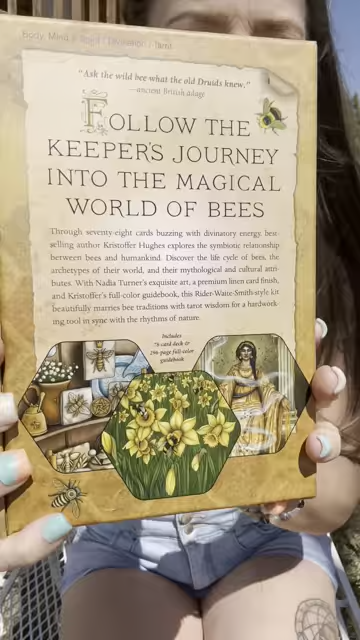 Body, Mind & Spirit / Divination / Tarot
"Ask the wild bee what the old Druids knew."
—ancient British adage
FOLLOW THE
KEEPER'S JOURNEY
INTO THE MAGICAL
WORLD OF BEES
Through seventy-eight cards buzzing with divinatory energy, best-
selling author Kristoffer Hughes explores the symbiotic relationship
between bees and humankind. Discover the life cycle of bees, the
archetypes of their world, and their mythological and cultural attri-
butes. With Nadia Turner's exquisite art, a premium linen card finish,
and Kristoffer's full-color guidebook, this Rider-Waite-Smith-style kit
beautifully marries bee traditions with tarot wisdom for a hardwork-
ing tool in sync with the rhythms of nature.
Includes
78-card deck &
296-page full-color
guidebook